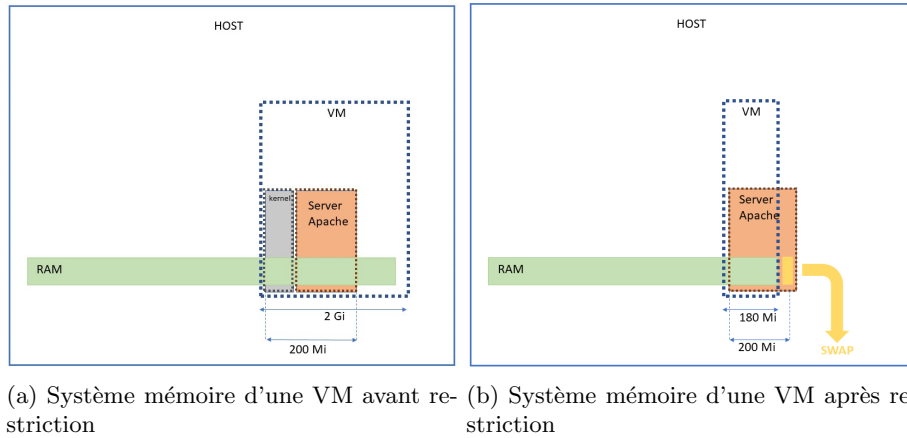 HOST
VM
kernel
Server
Apache
RAM
2 Gi
200 Mi
(a) Système mémoire d'une VM avant re-
striction
HOST
VM
Server
Apache
RAM
180 Mi
200 Mi
SWAP
(b) Système mémoire d'une VM après re
striction